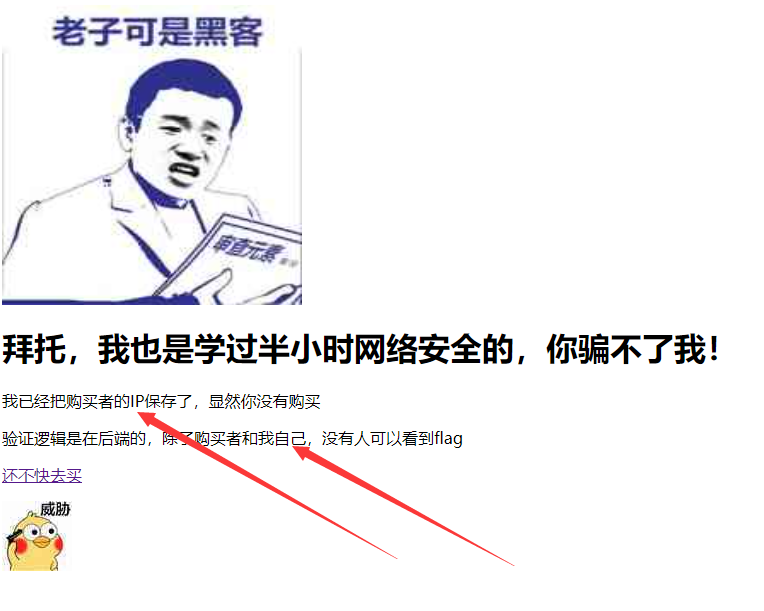 老子可是黑客
审查元素
拜托，我也是学过半小时网络安全的，你骗不了我！
我已经把购买者的IP保存了，显然你没有购买
验证逻辑是在后端的，除了购买者和我自己，没有人可以看到flag
还不快去买
威胁